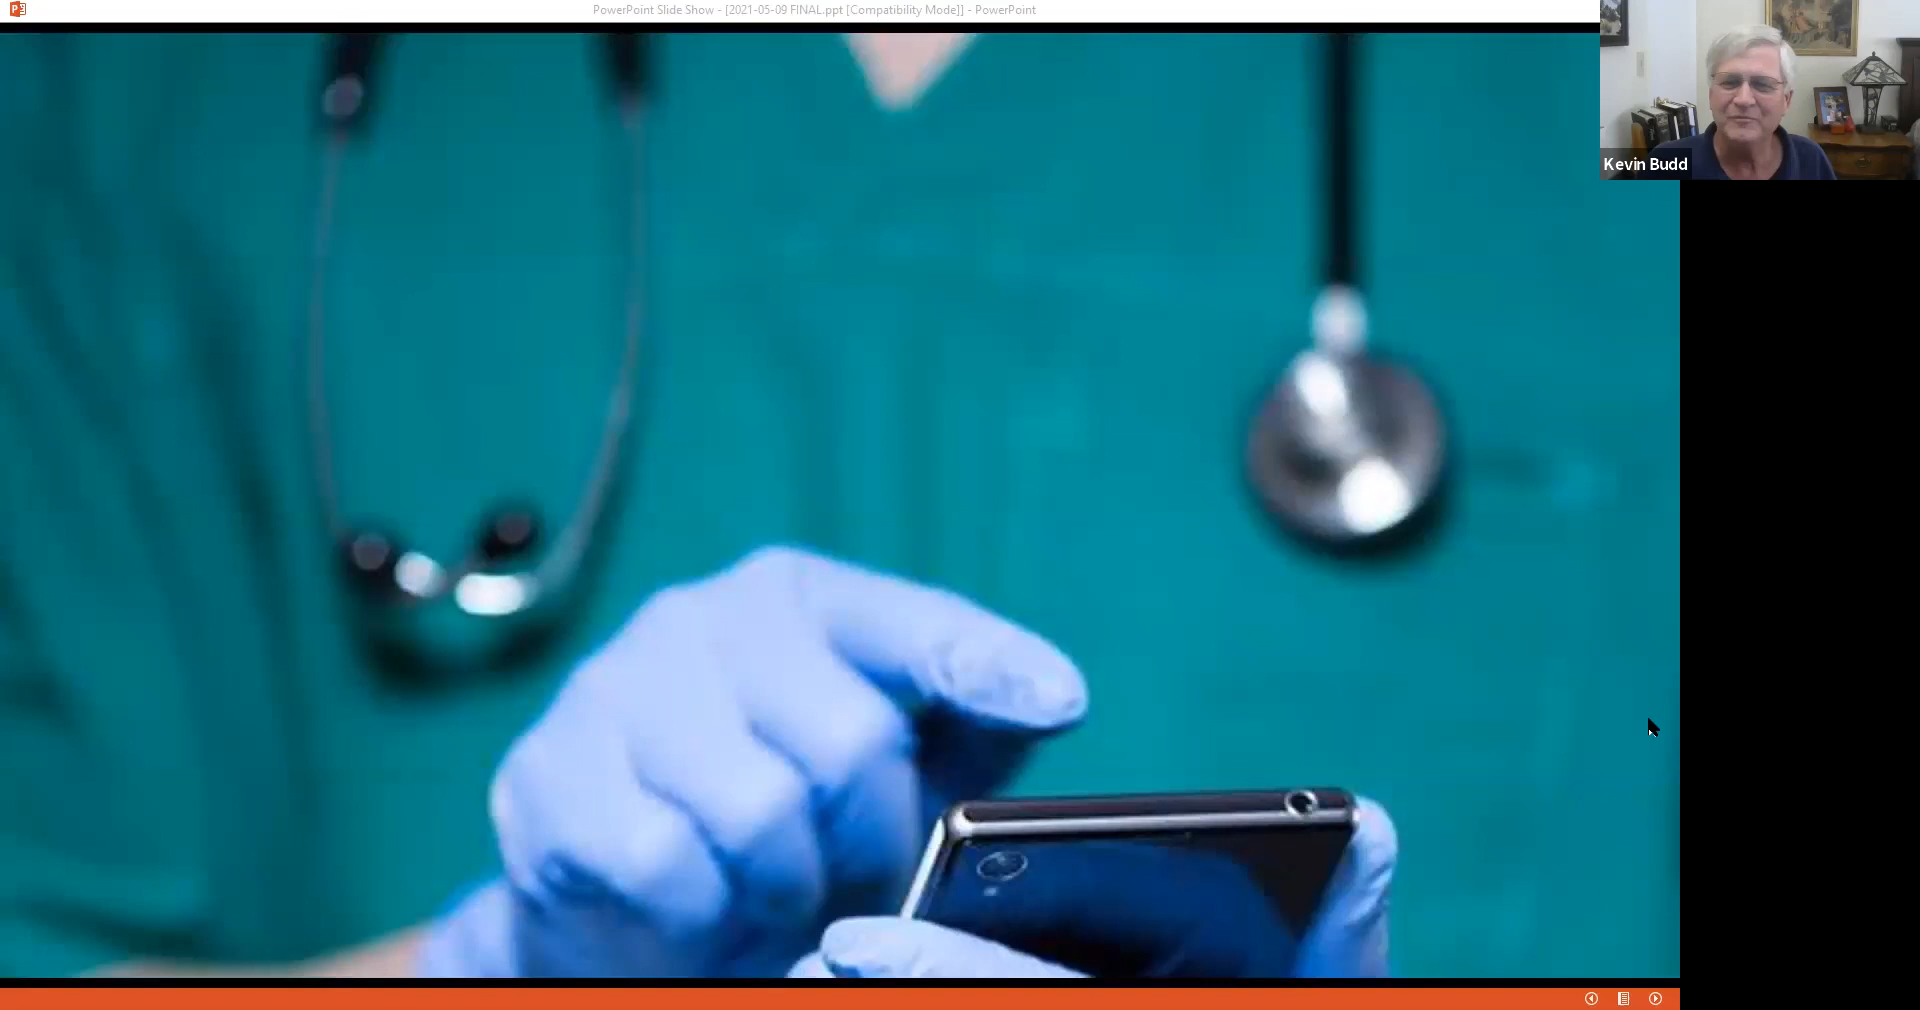 PowerPoint Slide Show - [2021-05-09 FINAL.ppt [Compatibility Mode]] - PowerPoint
Kevin Budd